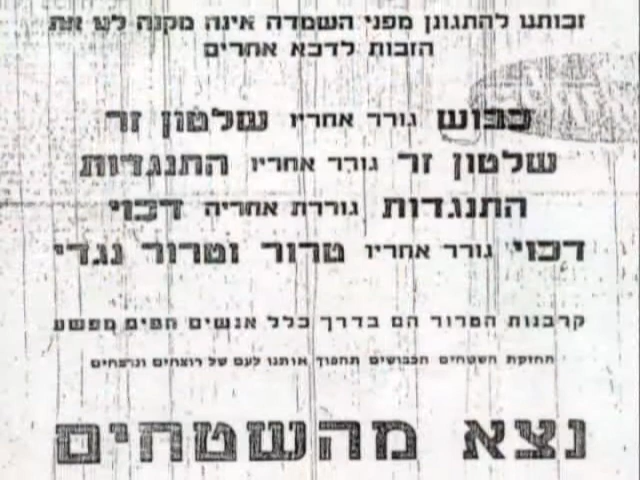 זכותנו להתגונן מפני השמדה אינה מקנה לנו את
הזכות לדכא אחרים
כבוש גורר אחריו שלטון זר
שלטון זר גורר אחריו התנגדות
התנגדות גוררת אחריה דכוי
דכוי גורר אחריו טרור וטרור נגדי
קרבנות הטרור הם בדרך כלל אנשים חפים מפשע
החזקת השטחים הכבושים תהפוך אותנו לעם של רוצחים ונרצחים
נצא מהשטחים